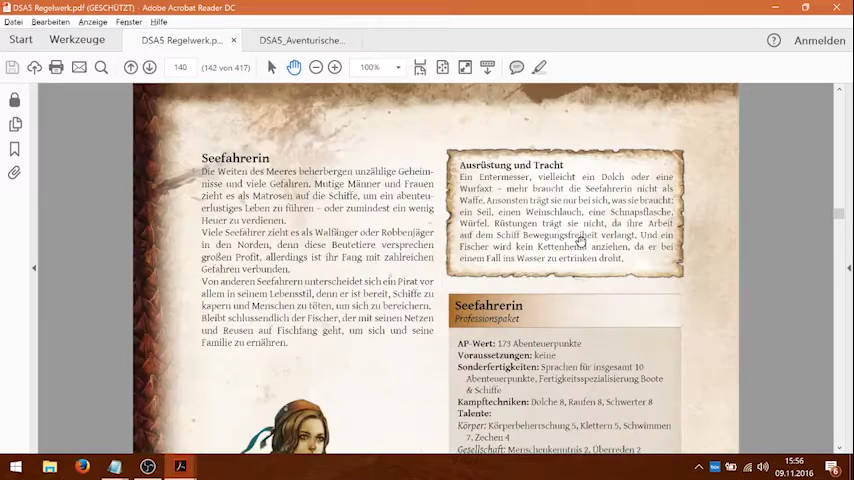 DSA5 Regelwerk.pdf (GESCHÜTZT) - Adobe Acrobat Reader DC
Datei Bearbeiten Anzeige Fenster Hilfe
Start Werkzeuge DSA5 Regelwerk.p... × DSA5_Aventurische... ? Anmelden
140 (142 von 417) 100%
Seefahrerin
Die Weiten des Meeres beherbergen unzählige Geheim-
nisse und viele Gefahren. Mutige Männer und Frauen
zieht es als Matrosen auf die Schiffe, um ein abenteu-
erlustiges Leben zu führen – oder zumindest ein wenig
Heuer zu verdienen.
Viele Seefahrer zieht es als Walfänger oder Robbenjäger
in den Norden, denn diese Beutetiere versprechen
großen Profit, allerdings ist ihr Fang mit zahlreichen
Gefahren verbunden.
Von anderen Seefahrern unterscheidet sich ein Pirat vor
allem in seinem Lebensstil, denn er ist bereit, Schiffe zu
kapern und Menschen zu töten, um sich zu bereichern.
Bleibt schlussendlich der Fischer, der mit seinen Netzen
und Reusen auf Fischfang geht, um sich und seine
Familie zu ernähren.
Ausrüstung und Tracht
Ein Entermesser, vielleicht ein Dolch oder eine
Wurfaxt – mehr braucht die Seefahrerin nicht als
Waffe. Ansonsten trägt sie nur bei sich, was sie braucht:
ein Seil, einen Weinschlauch, eine Schnapsflasche,
Würfel. Rüstungen trägt sie nicht, da ihre Arbeit
auf dem Schiff Bewegungsfreiheit verlangt. Und ein
Fischer wird kein Kettenhemd anziehen, da er bei
einem Fall ins Wasser zu ertrinken droht.
Seefahrerin
Professionspaket
AP-Wert: 173 Abenteuerpunkte
Voraussetzungen: keine
Sonderfertigkeiten: Sprachen für insgesamt 10
Abenteuerpunkte, Fertigkeitsspezialisierung Boote
& Schiffe
Kampftechniken: Dolche 8, Raufen 8, Schwerter 8
Talente:
Körper: Körperbeherrschung 5, Klettern 5, Schwimmen
7, Zechen 4
Gesellschaft: Menschenkenntnis 2, Überreden 2
15:56
09.11.2016
6